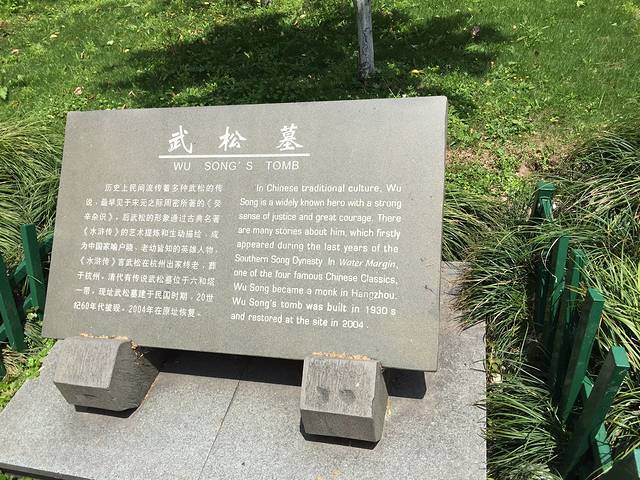 武松墓
WU SONG'S TOMB
历史上民间流传着多种武松的传
说，最早见于宋元之际周密所著的《癸
辛杂识》。后武松的形象通过古典名著
《水浒传》的艺术提炼和生动描绘，成
为中国家喻户晓、老幼皆知的英雄人物，
《水浒传》言武松在杭州出家终老，葬
于杭州。清代有传说武松墓位于六和塔
一带。现址武松墓建于民国时期，20世
纪60年代被毁。2004年在原址恢复。
In Chinese traditional culture, Wu
Song is a widely known hero with a strong
sense of justice and great courage. There
are many stories about him, which firstly
appeared during the last years of the
Southern Song Dynasty. In Water Margin,
one of the four famous Chinese Classics,
Wu Song became a monk in Hangzhou.
Wu Song's tomb was built in 1930 s
and restored at the site in 2004.